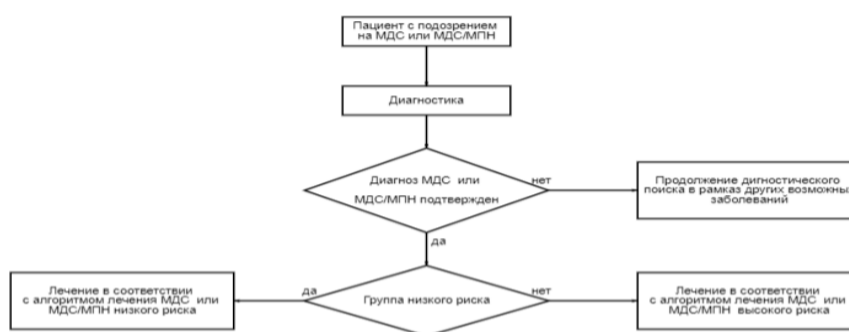 Пациент с подозрением
на МДС или МДС/МПН
Диагностика
Диагноз МДС или
МДС/МПН подтвержден
нет
Продолжение дигностического
поиска в рамказ других возможных
заболеваний
да
Лечение в соответствии
с алгоритмом лечения МДС или
МДС/МПН низкого риска
да
Группа низкого риска
нет
Лечение в соответствии
с алгоритмом лечения МДС или
МДС/МПН высокого риска